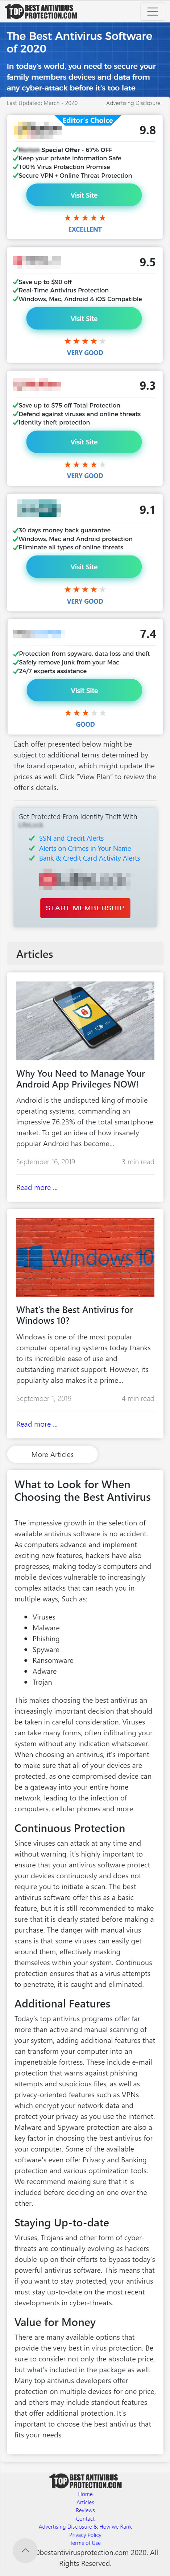 TOP BEST ANTIVIRUS
PROTECTION.COM
The Best Antivirus Software
of 2020
In today's world, you need to secure your
family members devices and data from
any cyber-attack before it's too late
Last Updated: March - 2020
Advertising Disclosure
Editor's Choice
9.8
Special Offer - 67% OFF
Keep your private information Safe
100% Virus Protection Promise
Secure VPN + Online Threat Protection
Visit Site
EXCELLENT
9.5
Save up to $90 off
Real-Time Antivirus Protection
Windows, Mac, Android & iOS Compatible
Visit Site
VERY GOOD
9.3
Save up to $75 off Total Protection
Defend against viruses and online threats
Identity theft protection
Visit Site
VERY GOOD
9.1
30 days money back guarantee
Windows, Mac and Android protection
Eliminate all types of online threats
Visit Site
VERY GOOD
7.4
Protection from spyware, data loss and theft
Safely remove junk from your Mac
24/7 experts assistance
Visit Site
GOOD
Each offer presented below might be
subject to additional terms determined by
the brand operator, which might update the
prices as well. Click "View Plan" to review the
offer's details.
Get Protected From Identity Theft With
SSN and Credit Alerts
Alerts on Crimes in Your Name
Bank & Credit Card Activity Alerts
START MEMBERSHIP
Articles
Why You Need to Manage Your
Android App Privileges NOW!
Android is the undisputed king of mobile
operating systems, commanding an
impressive 76.23% of the total smartphone
market. To get an idea of how insanely
popular Android has become...
September 16, 2019
3 min read
Read more ...
Windows 10
What's the Best Antivirus for
Windows 10?
Windows is one of the most popular
computer operating systems today thanks
to its incredible ease of use and
outstanding market support. However, its
popularity also makes it a prime...
September 1, 2019
4 min read
Read more ...
More Articles
What to Look for When
Choosing the Best Antivirus
The impressive growth in the selection of
available antivirus software is no accident.
As computers advance and implement
exciting new features, hackers have also
progresses, making today's computers and
mobile devices vulnerable to increasingly
complex attacks that can reach you in
multiple ways, Such as:
Viruses
Malware
Phishing
Spyware
Ransomware
Adware
Trojan
This makes choosing the best antivirus an
increasingly important decision that should
be taken in careful consideration. Viruses
can take many forms, often infiltrating your
system without any indication whatsoever.
When choosing an antivirus, it's important
to make sure that all of your devices are
protected, as one compromised device can
be a gateway into your entire home
network, leading to the infection of
computers, cellular phones and more.
Continuous Protection
Since viruses can attack at any time and
without warning, it's highly important to
ensure that your antivirus software protect
your devices continuously and does not
require you to initiate a scan. The best
antivirus software offer this as a basic
feature, but it is still recommended to make
sure that it is clearly stated before making a
purchase. The danger with manual virus
scans is that some viruses can easily get
around them, effectively masking
themselves within your system. Continuous
protection ensures that as a virus attempts
to penetrate, it is caught and eliminated.
Additional Features
Today's top antivirus programs offer far
more than active and manual scanning of
your system, adding additional features that
can transform your computer into an
impenetrable fortress. These include e-mail
protection that warns against phishing
attempts and suspicious files, as well as
privacy-oriented features such as VPNs
which encrypt your network data and
protect your privacy as you use the internet.
Malware and Spyware protection are also a
key factor in choosing the best antivirus for
your computer. Some of the available
software's even offer Privacy and Banking
protection and various optimization tools.
We recommend making sure that it is
included before deciding on one over the
other.
Staying Up-to-date
Viruses, Trojans and other form of cyber-
threats are continually evolving as hackers
double-up on their efforts to bypass today's
powerful antivirus software. This means that
if you want to stay protected, your antivirus
must stay up-to-date on the most recent
developments in cyber-threats.
Value for Money
There are many available options that
provide the very best in virus protection. Be
sure to consider not only the absolute price,
but what's included in the package as well.
Many top antivirus developers offer
protection on multiple devices for one price,
and others may include standout features
that offer additional protection. It's
important to choose the best antivirus that
fits your needs.
TOP BEST ANTIVIRUS
PROTECTION.COM
Home
Articles
Reviews
Contact
Advertising Disclosure & How we Rank
Privacy Policy
Terms of Use
bestantivirusprotection.com 2020. All
Rights Reserved.